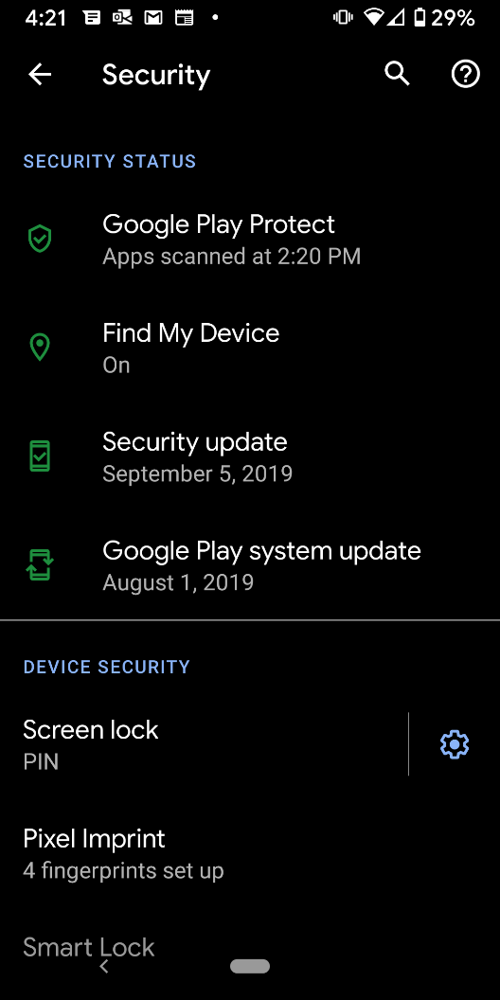 4:21 29%
Security
SECURITY STATUS
Google Play Protect
Apps scanned at 2:20 PM
Find My Device
On
Security update
September 5, 2019
Google Play system update
August 1, 2019
DEVICE SECURITY
Screen lock
PIN
Pixel Imprint
4 fingerprints set up
Smart Lock